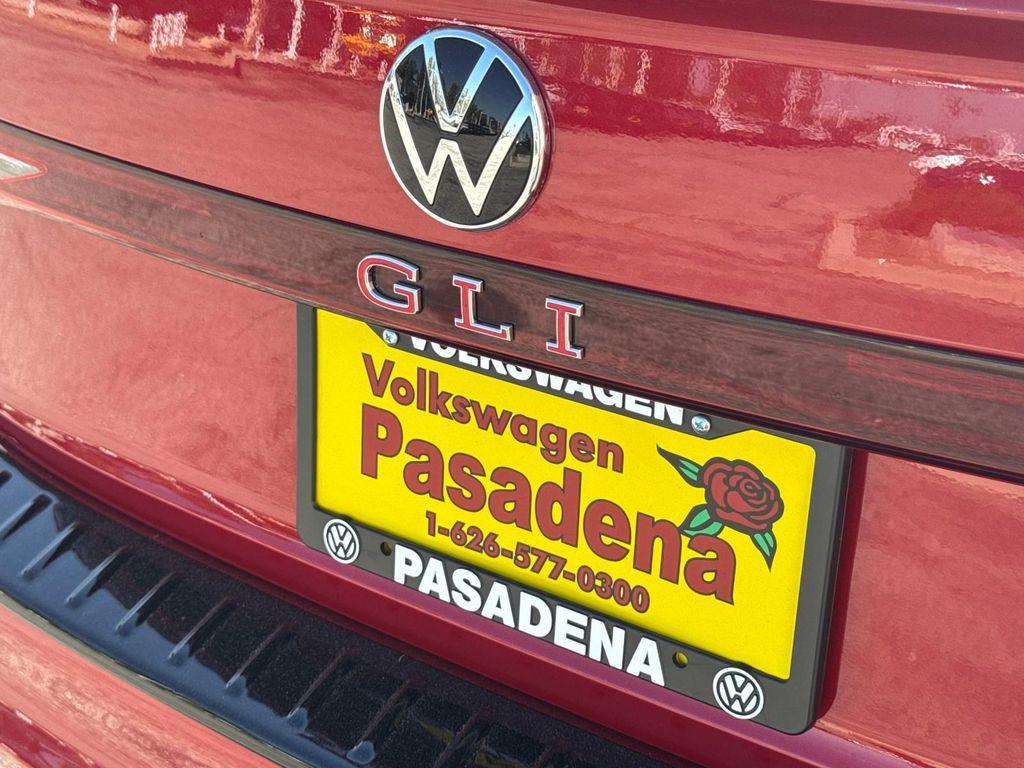 GLI
VOLKSWAGEN
Volkswagen
Pasadena
1-626-577-0300
PASADENA